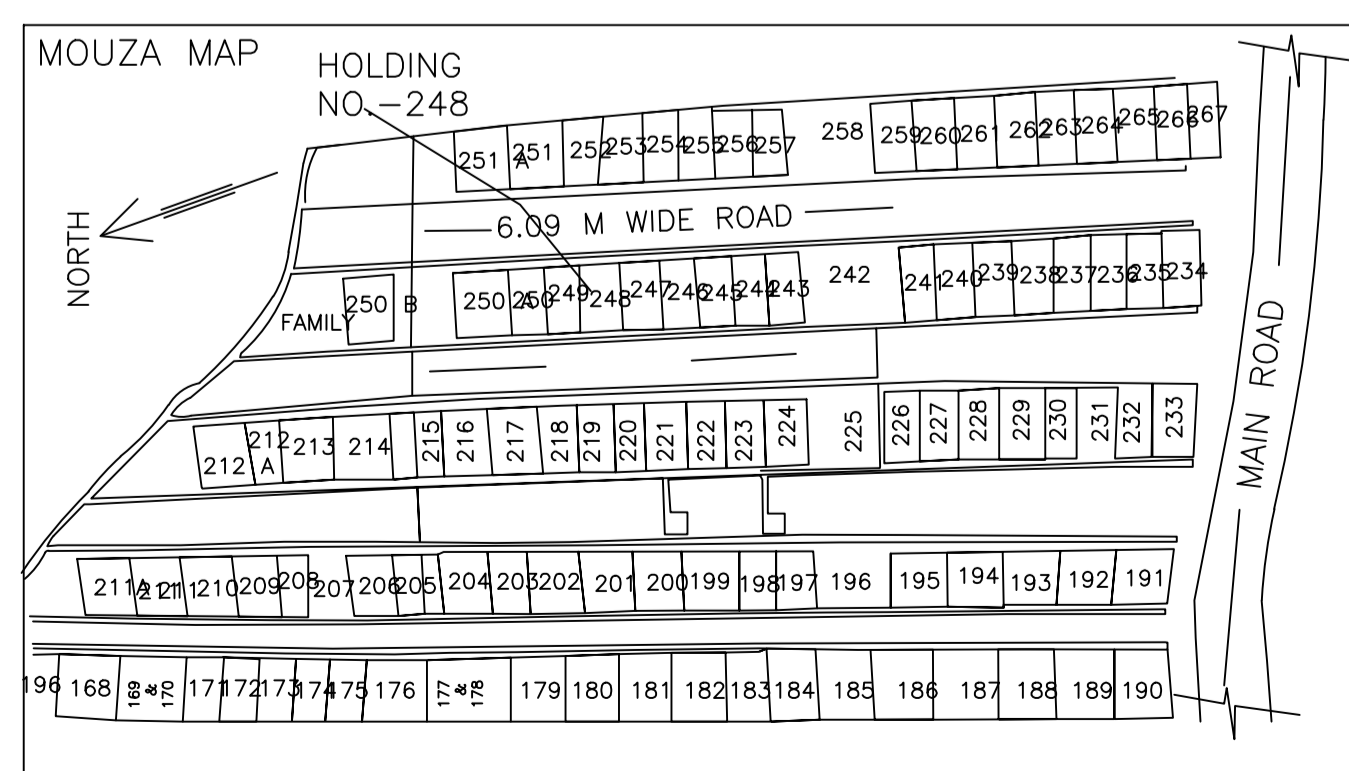 MOUZA MAP
HOLDING
NO.-248
NORTH
251 251 A 252 253 254 255 256 257 258 259 260 261 262 263 264 265 266 267
6.09 M WIDE ROAD
FAMILY 250 B 250 250 A 249 248 247 246 245 244 243 242 241 240 239 238 237 236 235 234
212 212 A 213 214 215 216 217 218 219 220 221 222 223 224 225 226 227 228 229 230 231 232 233
MAIN ROAD
211A 211 210 209 208 207 206 205 204 203 202 201 200 199 198 197 196 195 194 193 192 191
196 168 169 & 170 171 172 173 174 175 176 177 & 178 179 180 181 182 183 184 185 186 187 188 189 190